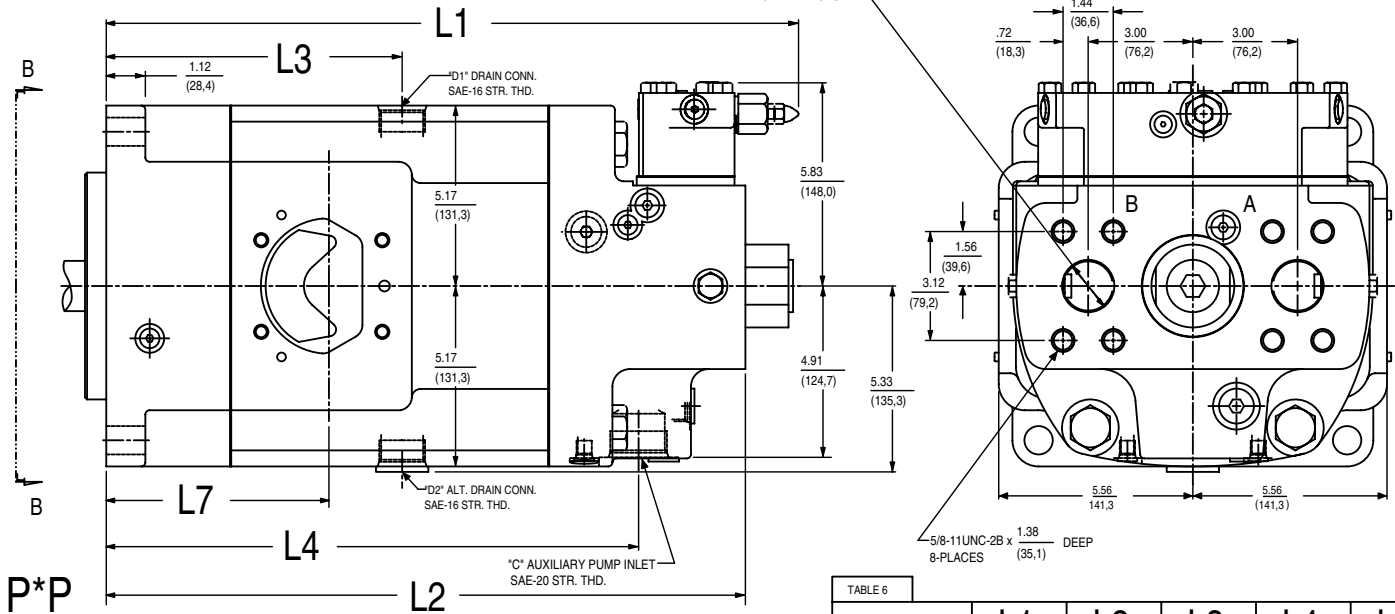 L1
L3
1.12
(28,4)
B
"D1" DRAIN CONN.
SAE-16 STR. THD.
5.17
(131,3)
5.17
(131,3)
5.83
(148,0)
4.91
(124,7)
5.33
(135,3)
B
L7
"D2" ALT. DRAIN CONN.
SAE-16 STR. THD.
L4
"C" AUXILIARY PUMP INLET
SAE-20 STR. THD.
L2
P*P
1.44
(36,6)
.72
(18,3)
3.00
(76,2)
3.00
(76,2)
B
A
1.56
(39,6)
3.12
(79,2)
5.56
141,3
5.56
(141,3)
5/8-11UNC-2B x 1.38 DEEP
(35,1)
8-PLACES
TABLE 6